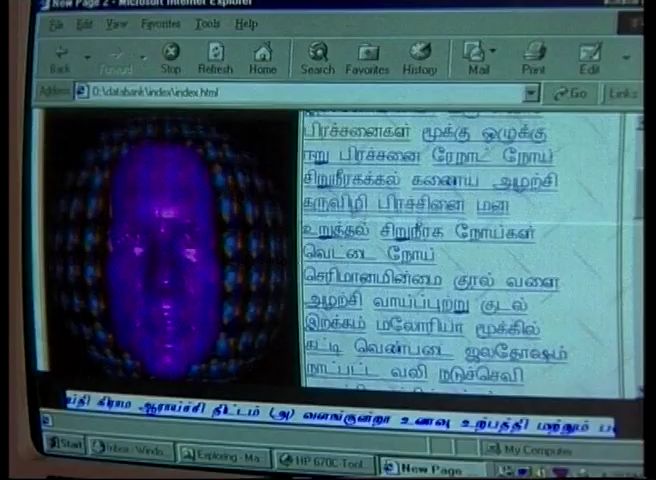 New Page 2 - Microsoft Internet Explorer
File Edit View Favorites Tools Help
Back Forward Stop Refresh Home Search Favorites History Mail Print Edit
Address D:\databank\index\index.html Go Links
பிரச்சனைகள் மூக்கு ஒழுக்கு
ஈறு பிரச்சனை ரேநாட் நோய்
சிறுநீரகக்கல் கணைய அழற்சி
கருவிழி பிரச்சினை மன
உறுத்தல் சிறுநீரக நோய்கள்
வெட்டை நோய்
செரிமானமின்மை குரல் வளை
அழற்சி வாய்ப்புற்று குடல்
இறக்கம் மலேரியா மூக்கில்
கட்டி வெண்படை ஜலதோஷம்
நாட்பட்ட வலி நடுச்செவி
கிராம ஆராய்ச்சி திட்டம் (அ) வளங்குன்றா உணவு உற்பத்தி மற்றும்
My Computer
Start Inbox - Windo... Exploring - Ma... HP 670C Tool... New Page